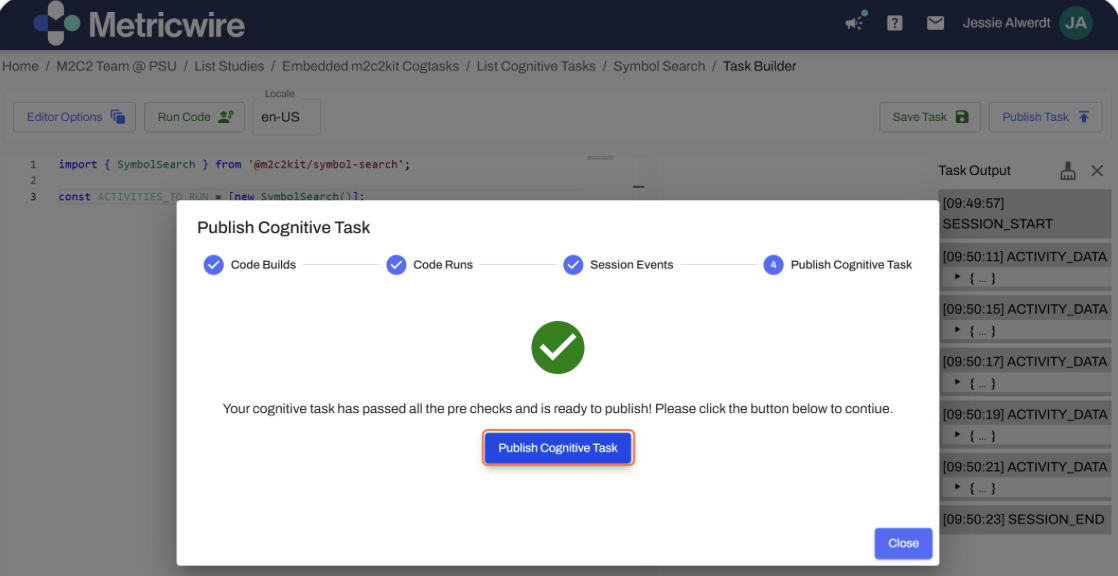 Metricwire
Jessie Alwerdt JA
Home / M2C2 Team @ PSU / List Studies / Embedded m2c2kit Cogtasks / List Cognitive Tasks / Symbol Search / Task Builder
Editor Options
Run Code
Locale
en-US
Save Task
Publish Task
1 import { SymbolSearch } from '@m2c2kit/symbol-search';
2
3 const ACTIVITIES_TO_RUN = [new SymbolSearch()];
Task Output
[09:49:57]
SESSION_START
[09:50:11] ACTIVITY_DATA
▸ { … }
[09:50:15] ACTIVITY_DATA
▸ { … }
[09:50:17] ACTIVITY_DATA
▸ { … }
[09:50:19] ACTIVITY_DATA
▸ { … }
[09:50:21] ACTIVITY_DATA
▸ { … }
[09:50:23] SESSION_END
Publish Cognitive Task
Code Builds
Code Runs
Session Events
4 Publish Cognitive Task
Your cognitive task has passed all the pre checks and is ready to publish! Please click the button below to contiue.
Publish Cognitive Task
Close